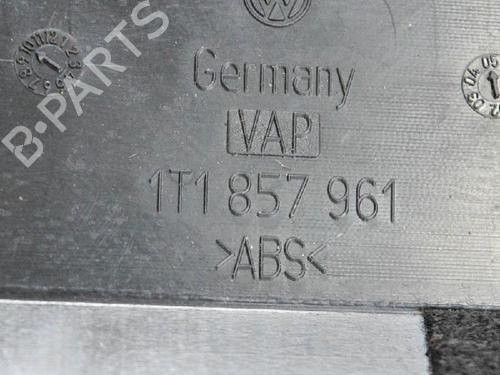 Germany
VAP
1T1 857 961
>ABS<
B-PARTS